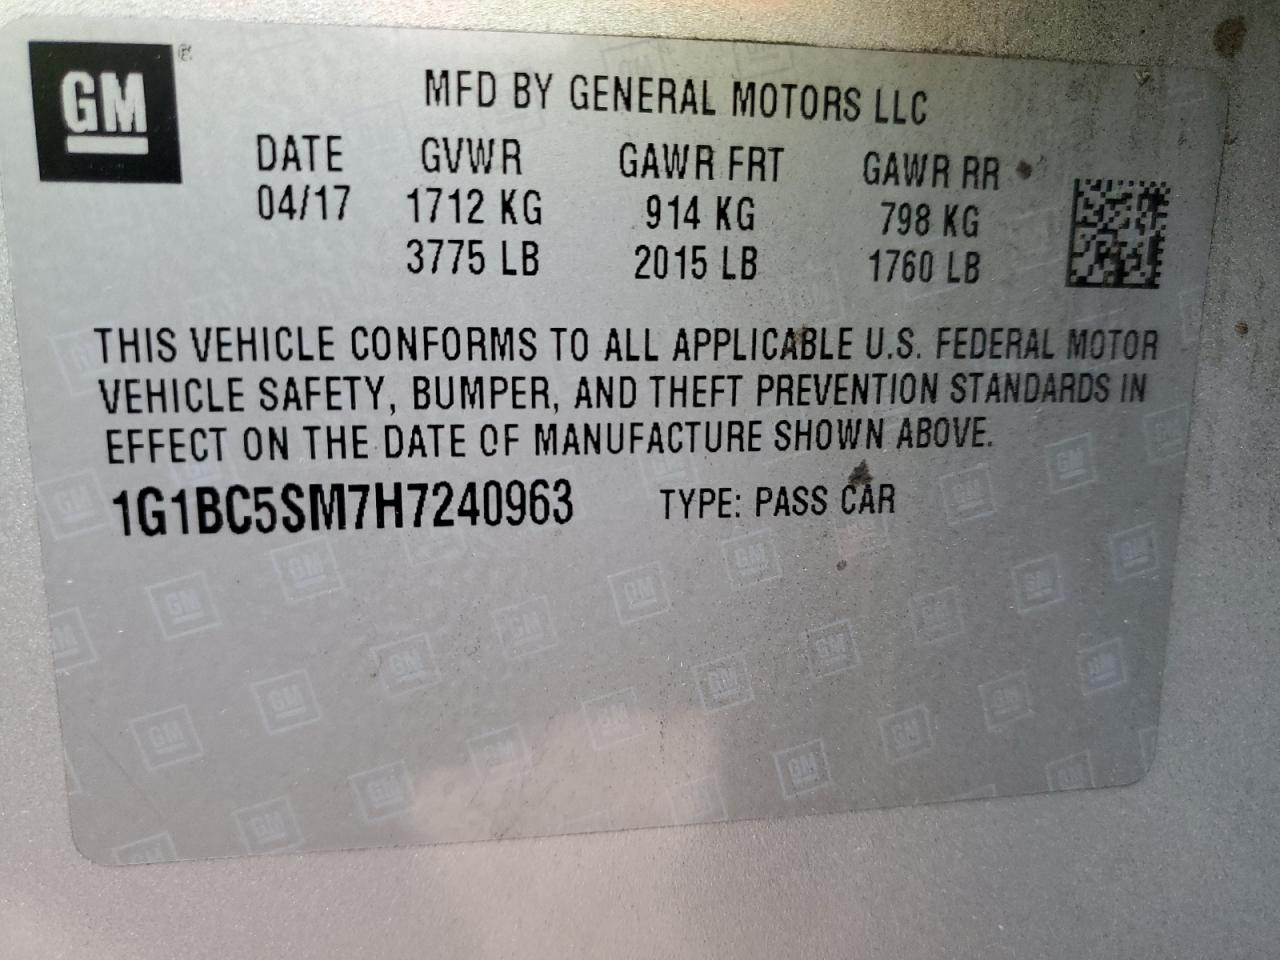 GM
MFD BY GENERAL MOTORS LLC
DATE GVWR GAWR FRT GAWR RR
04/17 1712 KG 914 KG 798 KG
3775 LB 2015 LB 1760 LB
THIS VEHICLE CONFORMS TO ALL APPLICABLE U.S. FEDERAL MOTOR
VEHICLE SAFETY, BUMPER, AND THEFT PREVENTION STANDARDS IN
EFFECT ON THE DATE OF MANUFACTURE SHOWN ABOVE.
1G1BC5SM7H7240963 TYPE: PASS CAR